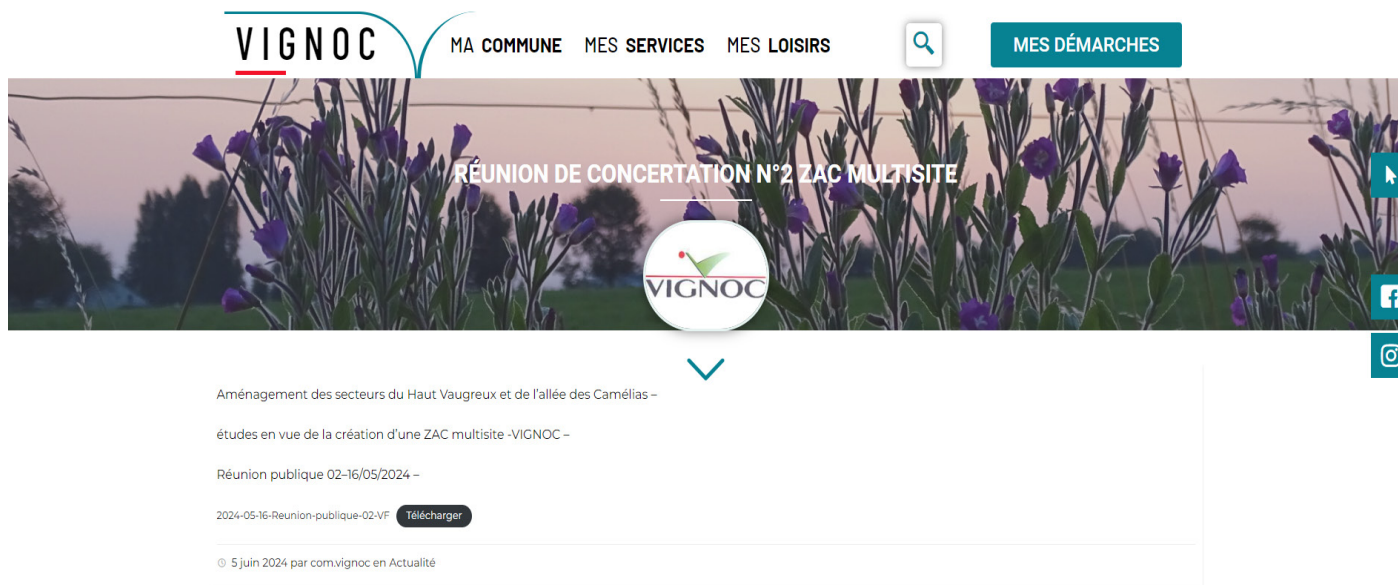 VIGNOC
MA COMMUNE MES SERVICES MES LOISIRS
MES DÉMARCHES
RÉUNION DE CONCERTATION N°2 ZAC MULTISITE
VIGNOC
Aménagement des secteurs du Haut Vaugreux et de l'allée des Camélias –
études en vue de la création d'une ZAC multisite -VIGNOC –
Réunion publique 02–16/05/2024 –
2024-05-16-Reunion-publique-02-VF Télécharger
5 juin 2024 par com.vignoc en Actualité